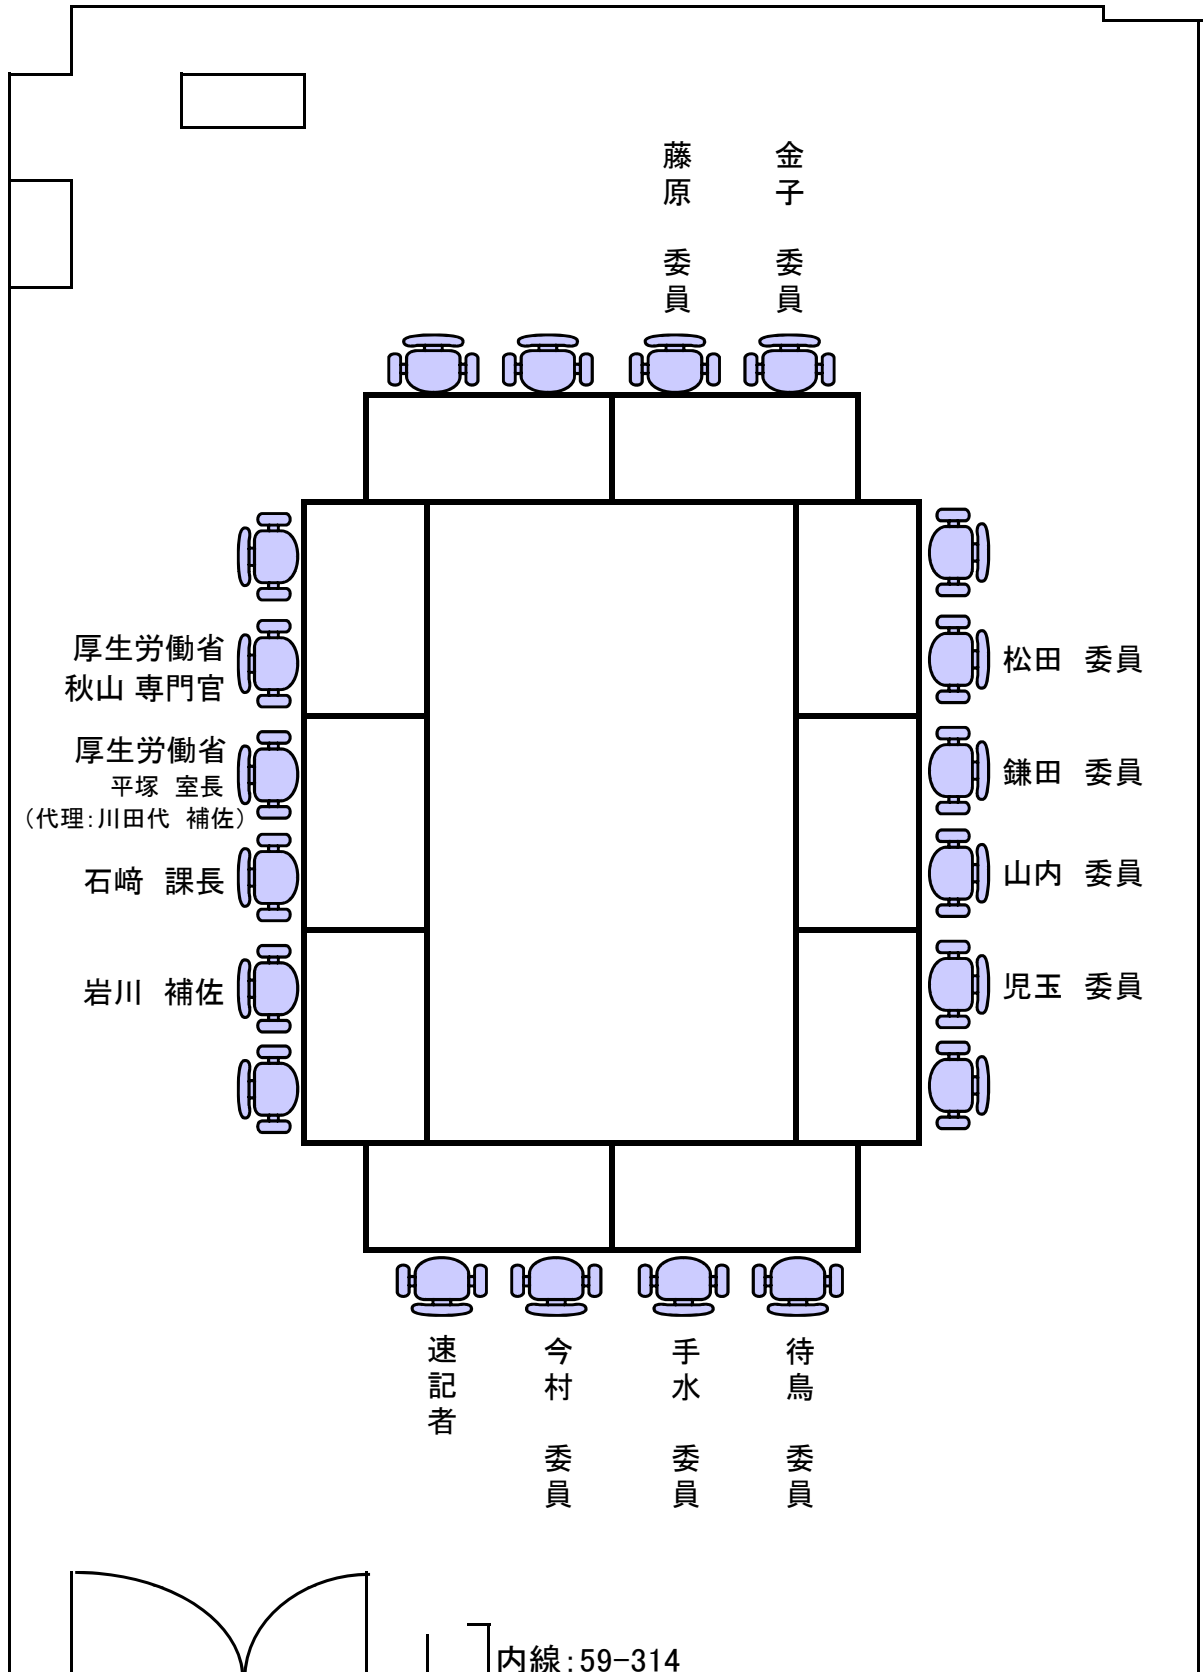 藤原　委員
金子　委員
厚生労働省
秋山 専門官
厚生労働省
平塚　室長
（代理：川田代　補佐）
石﨑　課長
岩川　補佐
松田　委員
鎌田　委員
山内　委員
児玉　委員
速記者
今村　委員
手水　委員
待鳥　委員
内線：59−314